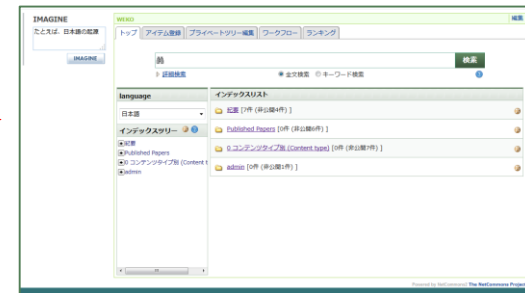 IMAGINE
たとえば、日本語の起源
IMAGINE
WEKO
編集
トップ
アイテム登録
プライベートツリー編集
ワークフロー
ランキング
検索
詳細検索
全文検索
キーワード検索
language
日本語
インデックスツリー
紀要
Published Papers
0 コンテンツタイプ別 (Content t
admin
インデックスリスト
紀要 [7件 (非公開4件) ]
Published Papers [0件 (非公開6件) ]
0 コンテンツタイプ別 (Content type) [0件 (非公開7件) ]
admin [0件 (非公開1件) ]
Powered by NetCommons2 The NetCommons Project